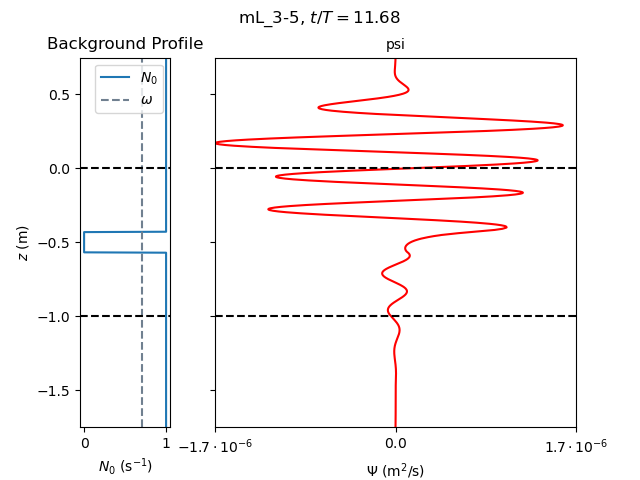 mL_3-5, t/T = 11.68
Background Profile
psi
N₀
ω
0.5
0.0
−0.5
−1.0
−1.5
z (m)
0
1
−1.7 · 10⁻⁶
0.0
1.7 · 10⁻⁶
N₀ (s⁻¹)
Ψ (m²/s)